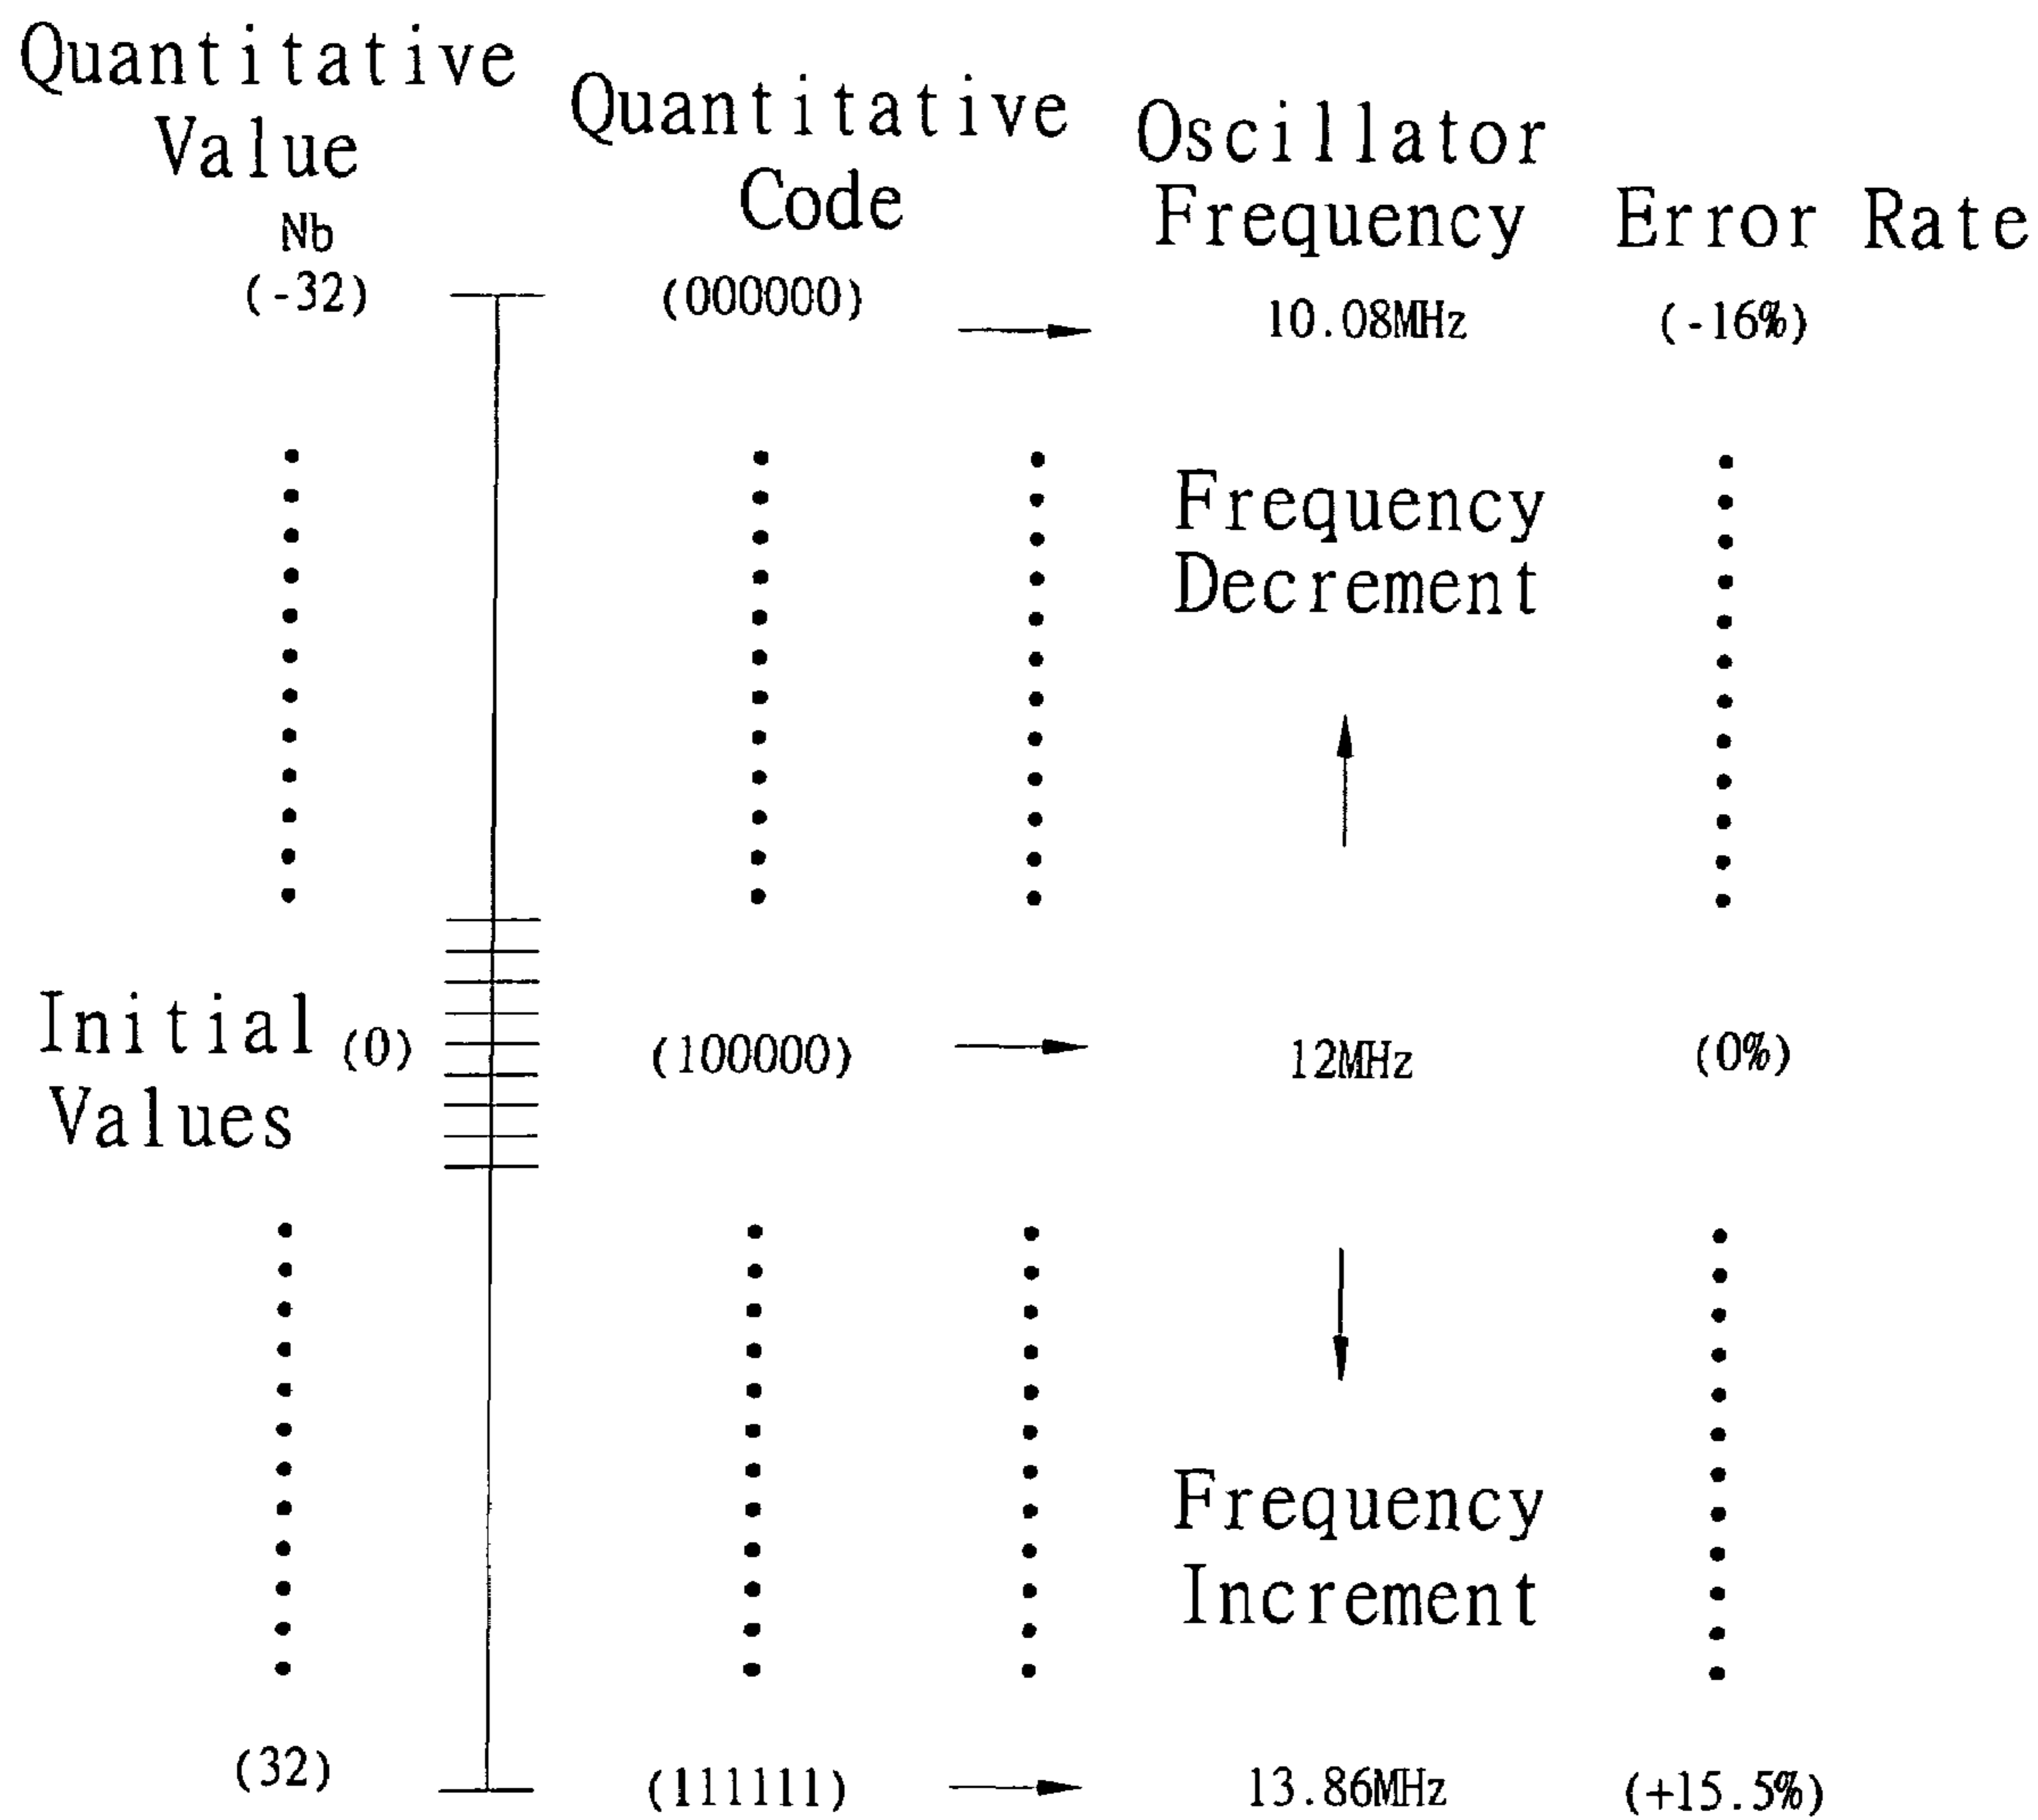 Quantitative
Value
Nb
Quantitative
Code
Oscillator
Frequency
Error Rate
(-32)
(000000)
10.08MHz
(-16%)
Frequency
Decrement
Initial
Values
(0)
(100000)
12MHz
(0%)
Frequency
Increment
(32)
(111111)
13.86MHz
(+15.5%)